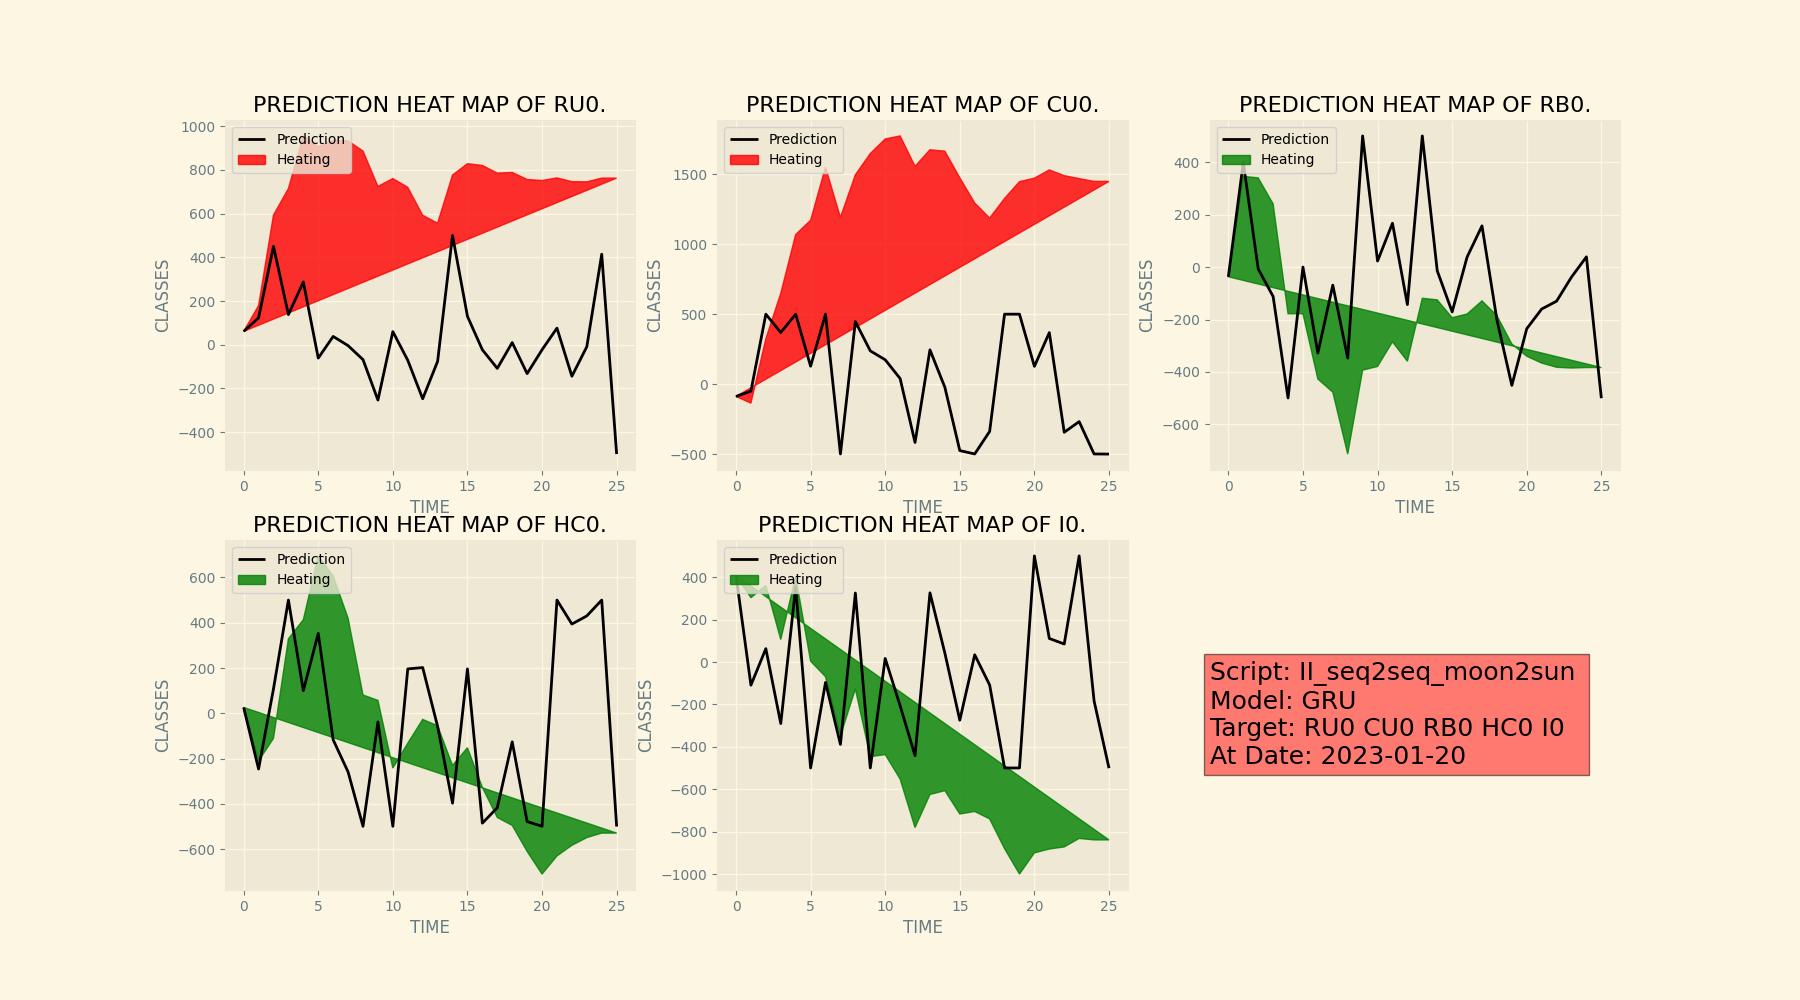 PREDICTION HEAT MAP OF RU0.
Prediction
Heating
CLASSES
1000
800
600
400
200
0
−200
−400
0 5 10 15 20 25
TIME
PREDICTION HEAT MAP OF CU0.
Prediction
Heating
CLASSES
1500
1000
500
0
−500
0 5 10 15 20 25
TIME
PREDICTION HEAT MAP OF RB0.
Prediction
Heating
CLASSES
400
200
0
−200
−400
−600
0 5 10 15 20 25
TIME
PREDICTION HEAT MAP OF HC0.
Prediction
Heating
CLASSES
600
400
200
0
−200
−400
−600
0 5 10 15 20 25
TIME
PREDICTION HEAT MAP OF I0.
Prediction
Heating
CLASSES
400
200
0
−200
−400
−600
−800
−1000
0 5 10 15 20 25
TIME
Script: II_seq2seq_moon2sun
Model: GRU
Target: RU0 CU0 RB0 HC0 I0
At Date: 2023-01-20